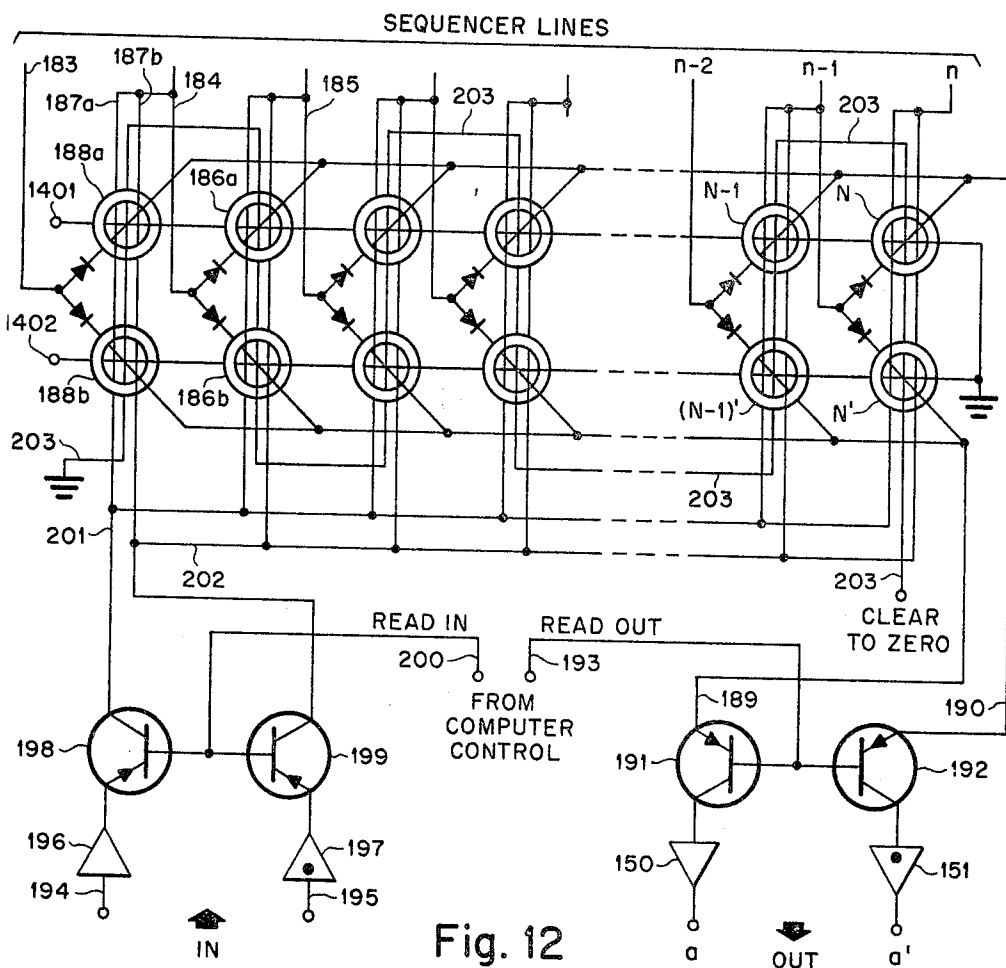 SEQUENCER LINES
183
187b
187a
184
185
203
n-2
n-1
n
203
188a
1401
186a
N-1
N
1402
188b
186b
(N-1)'
N'
203
203
201
202
203
CLEAR
TO ZERO
READ IN
READ OUT
200
193
FROM
COMPUTER
CONTROL
189
190
198
199
191
192
196
197
150
151
194
195
IN
Fig. 12
a
OUT
a'